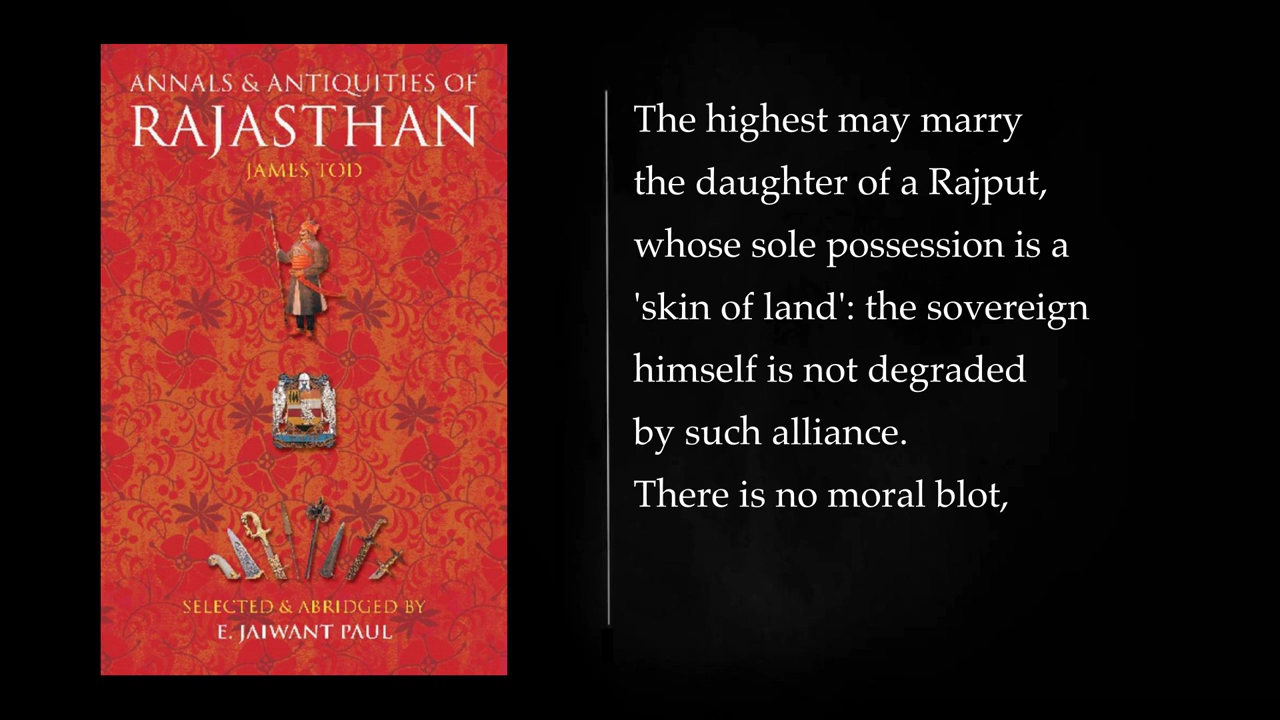 ANNALS & ANTIQUITIES OF
RAJASTHAN
JAMES TOD
SELECTED & ABRIDGED BY
E. JAIWANT PAUL
The highest may marry
the daughter of a Rajput,
whose sole possession is a
'skin of land': the sovereign
himself is not degraded
by such alliance.
There is no moral blot,